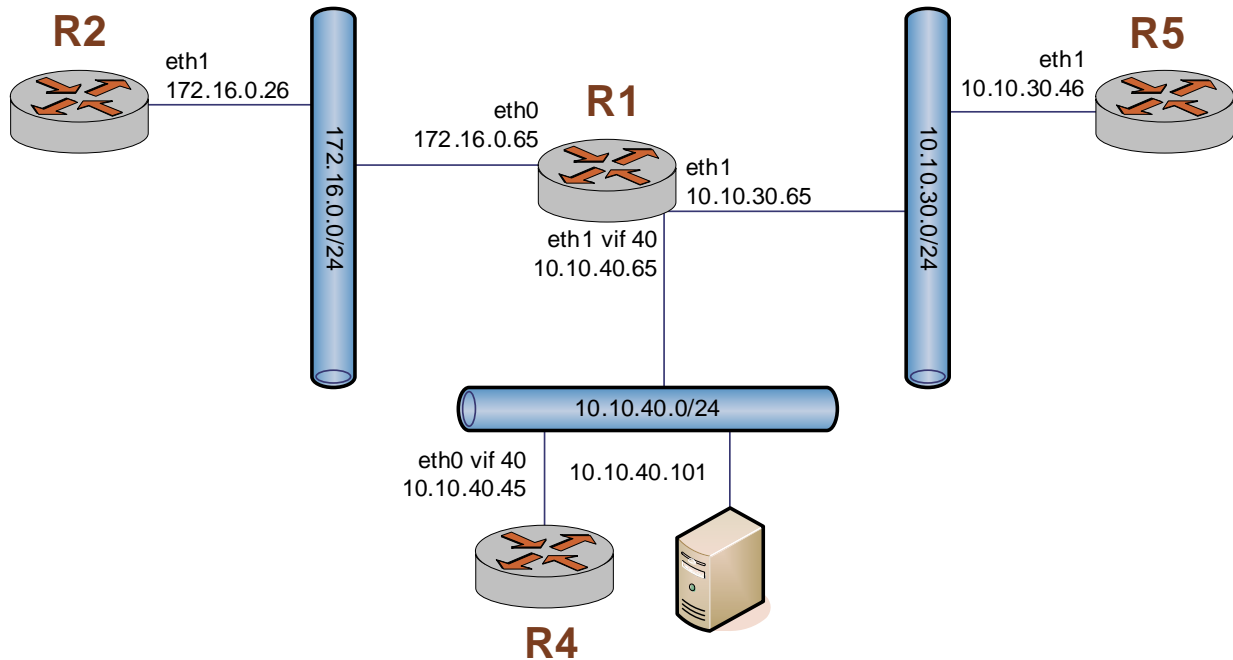 R2
eth1
172.16.0.26
172.16.0.0/24
eth0
172.16.0.65
R1
eth1
10.10.30.65
eth1 vif 40
10.10.40.65
10.10.30.0/24
eth1
10.10.30.46
R5
10.10.40.0/24
eth0 vif 40
10.10.40.45
10.10.40.101
R4